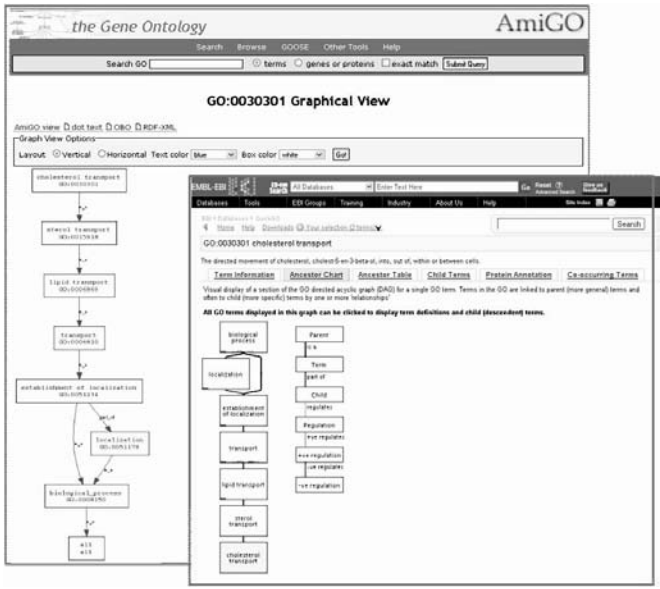 the Gene Ontology
AmiGO
Search Browse GOOSE Other Tools Help
Search GO terms genes or proteins exact match Submit Query
GO:0030301 Graphical View
AmiGO view dot text OBO RDF-XML
Graph View Options
Layout Vertical Horizontal Text color blue Box color white Go!
cholesterol transport
GO:0030301
sterol transport
GO:0015918
lipid transport
GO:0006869
transport
GO:0006810
establishment of localization
GO:0051234
part_of
localization
GO:0051179
biological_process
GO:0008150
all
all
EMBL-EBI
All Databases Enter Text Here Go Reset
Advanced Search
Databases Tools EBI Groups Training Industry About Us Help Site Index
Home Help Downloads Your selection
Search
GO:0030301 cholesterol transport
The directed movement of cholesterol, cholest-5-en-3-beta-ol, into, out of, within or between cells.
Term Information Ancestor Chart Ancestor Table Child Terms Protein Annotation Co-occurring Terms
Visual display of a section of the GO directed acyclic graph (DAG) for a single GO term. Terms in the GO are linked to parent (more general) terms and
often to child (more specific) terms by one or more 'relationships'
All GO terms displayed in this graph can be clicked to display term definitions and child (descendent) terms.
biological
process
localization
establishment
of localization
transport
lipid transport
sterol
transport
cholesterol
transport
Parent
is a
Term
part of
Child
regulates
Regulation
+ve regulates
+ve regulation
-ve regulates
-ve regulation